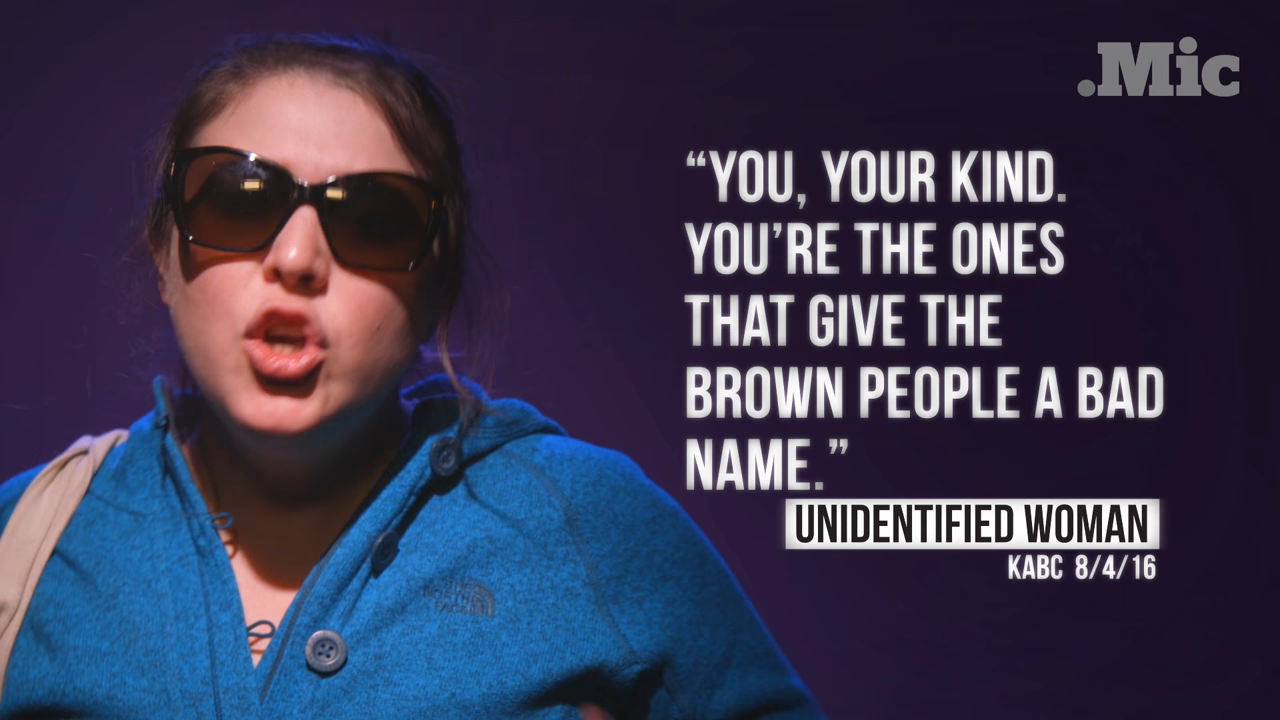 .Mic
“YOU, YOUR KIND.
YOU’RE THE ONES
THAT GIVE THE
BROWN PEOPLE A BAD
NAME.”
UNIDENTIFIED WOMAN
KABC 8/4/16
THE
NORTH
FACE